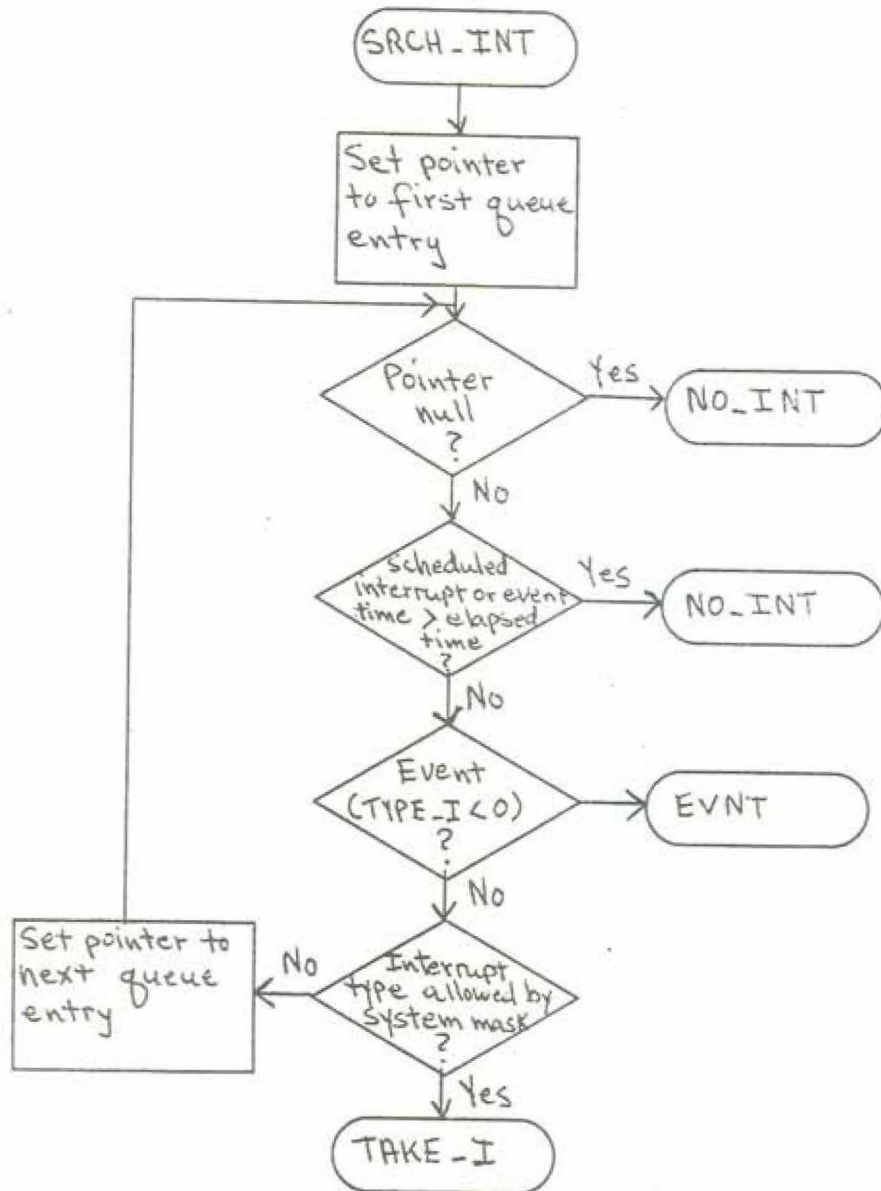 SRCH_INT
Set pointer
to first queue
entry
Pointer
null
?
Yes
NO_INT
No
Scheduled
interrupt or event
time > elapsed
time
?
Yes
NO_INT
No
Event
(TYPE_I<0)
?
EVNT
No
Interrupt
type allowed by
system mask
?
No
Set pointer to
next queue
entry
Yes
TAKE_I